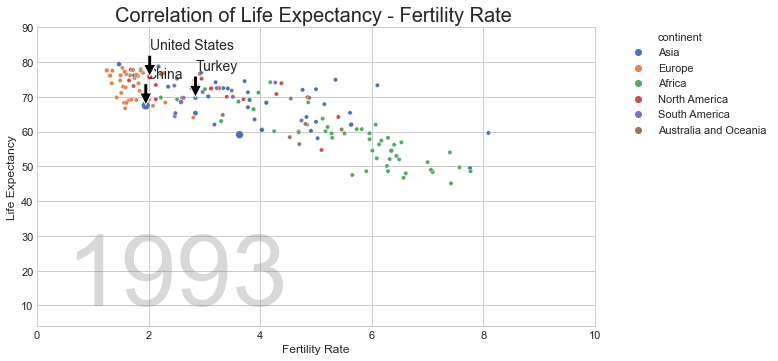 Correlation of Life Expectancy - Fertility Rate
90
80
70
60
50
40
30
20
10
Life Expectancy
United States
China
Turkey
1993
0
2
4
6
8
10
Fertility Rate
continent
Asia
Europe
Africa
North America
South America
Australia and Oceania